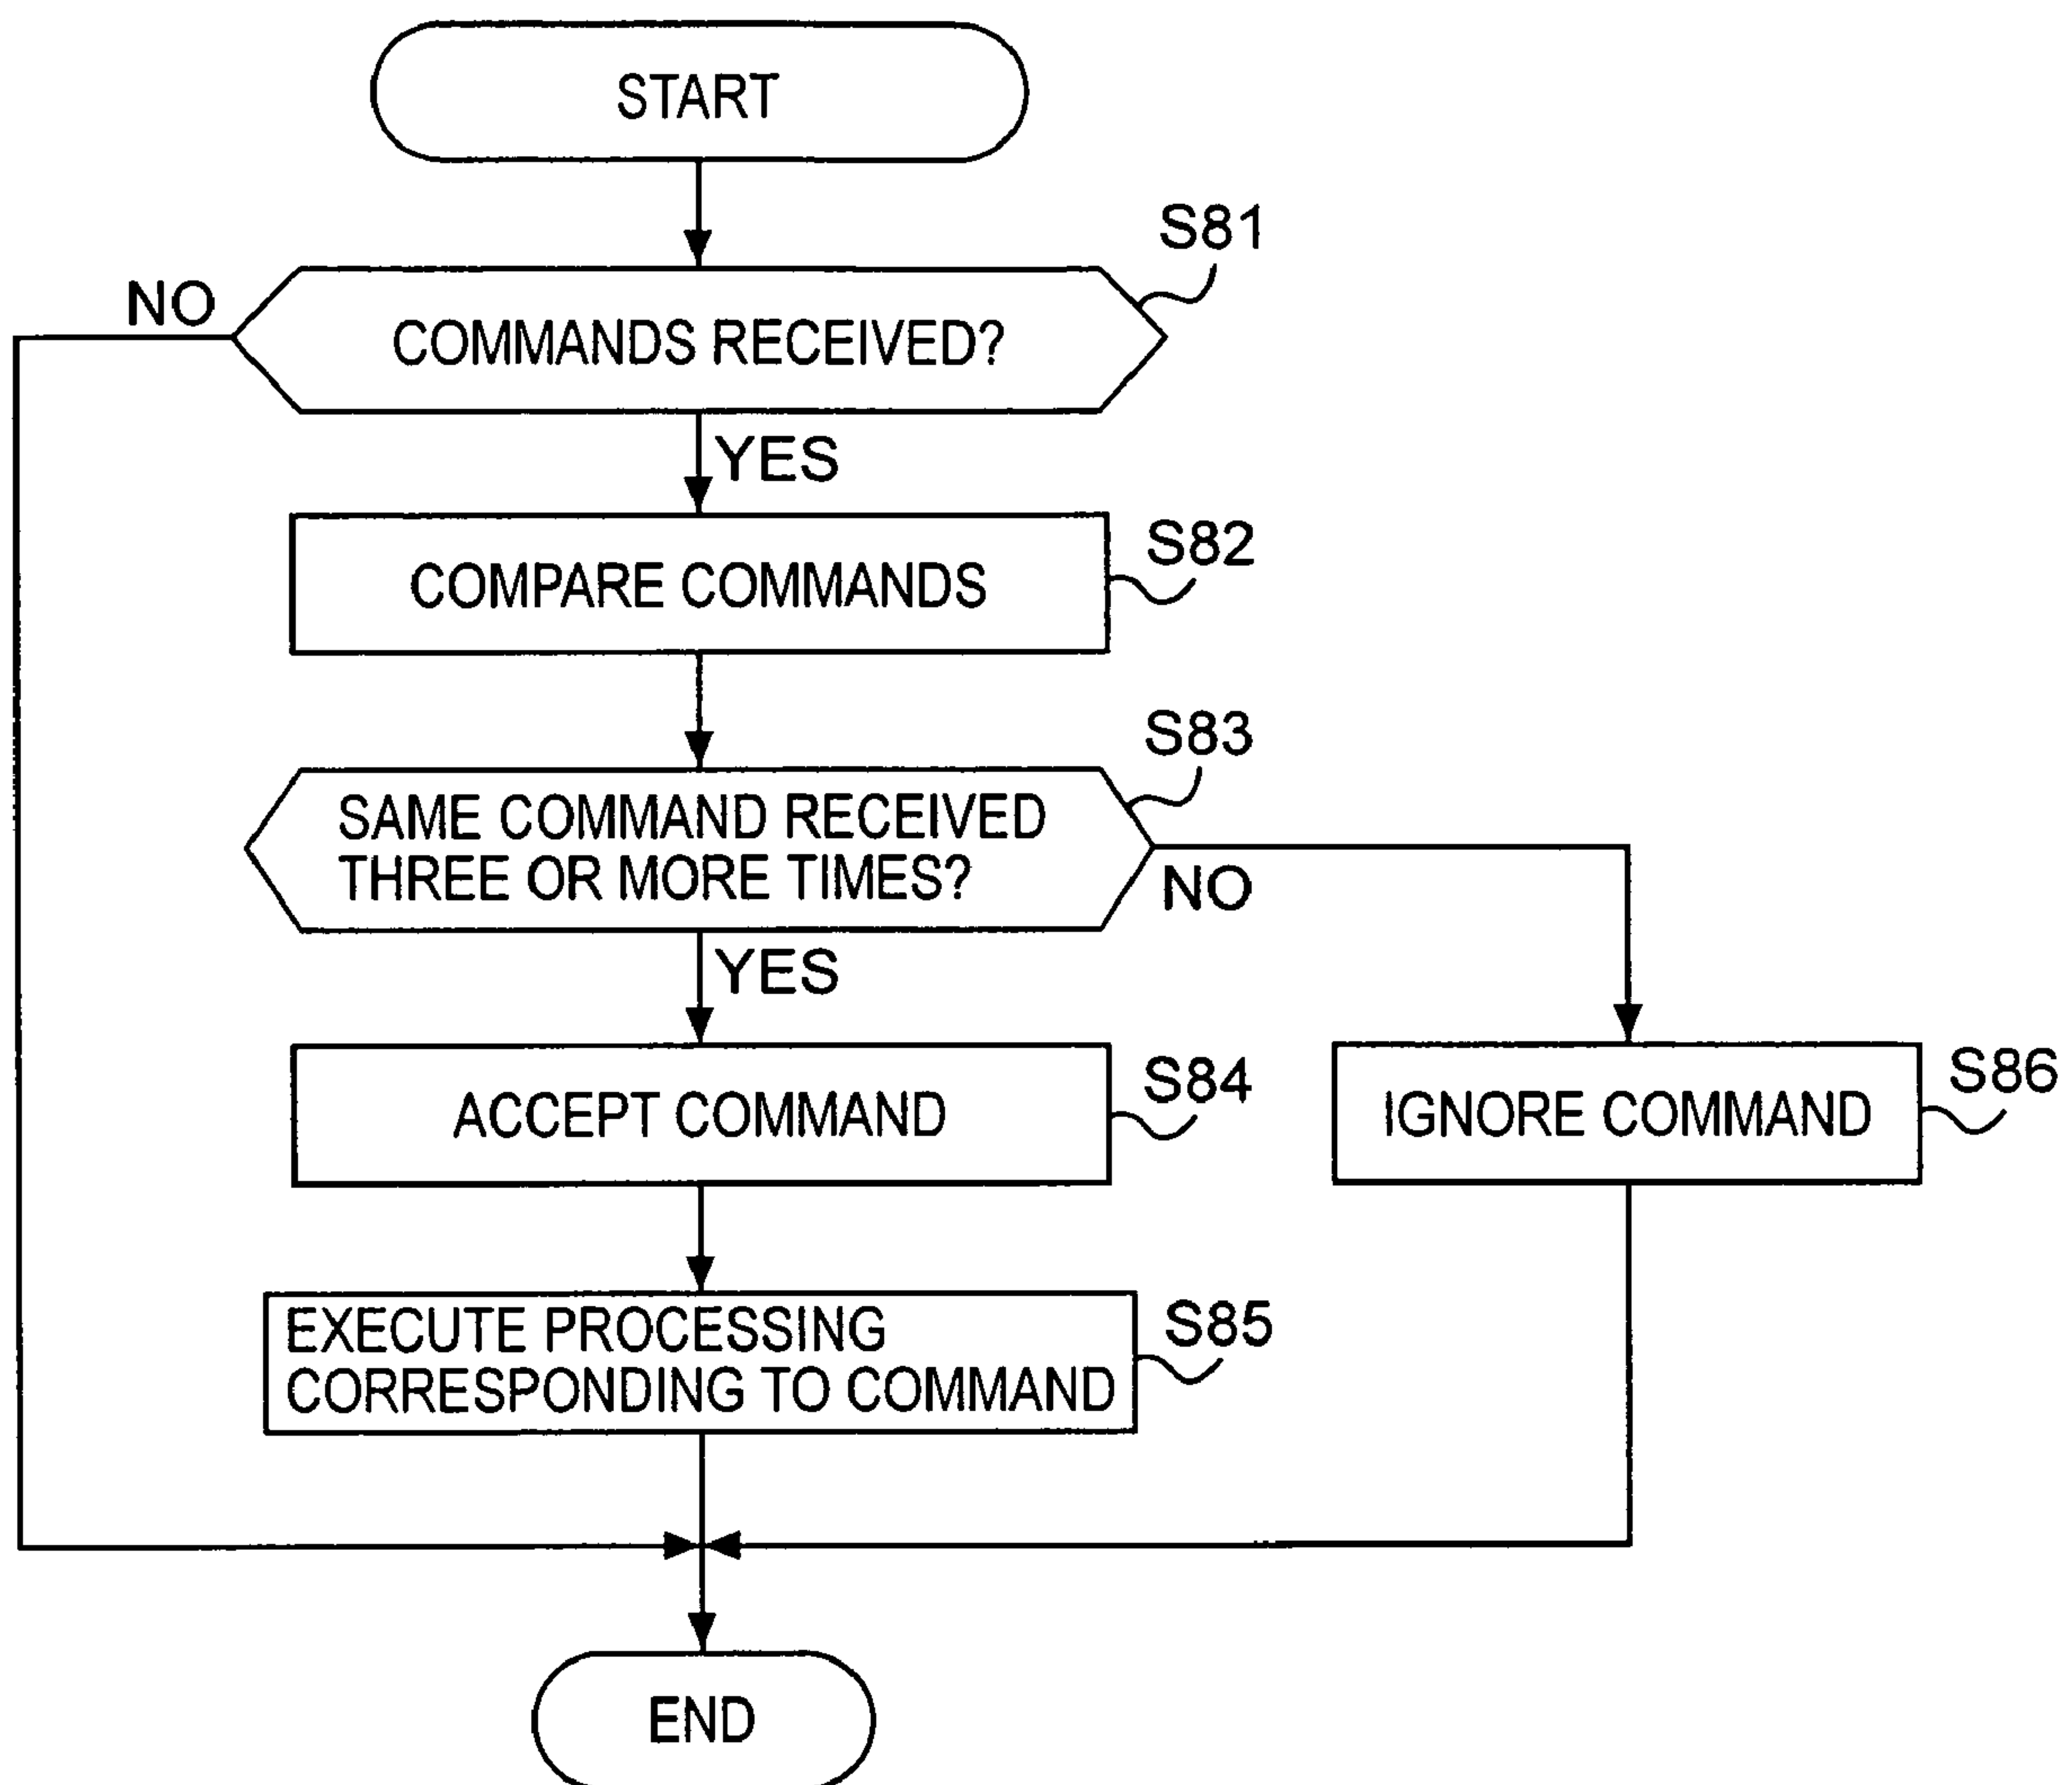 START
S81
NO
COMMANDS RECEIVED?
YES
S82
COMPARE COMMANDS
S83
SAME COMMAND RECEIVED
THREE OR MORE TIMES?
NO
YES
S84
ACCEPT COMMAND
S86
IGNORE COMMAND
S85
EXECUTE PROCESSING
CORRESPONDING TO COMMAND
END